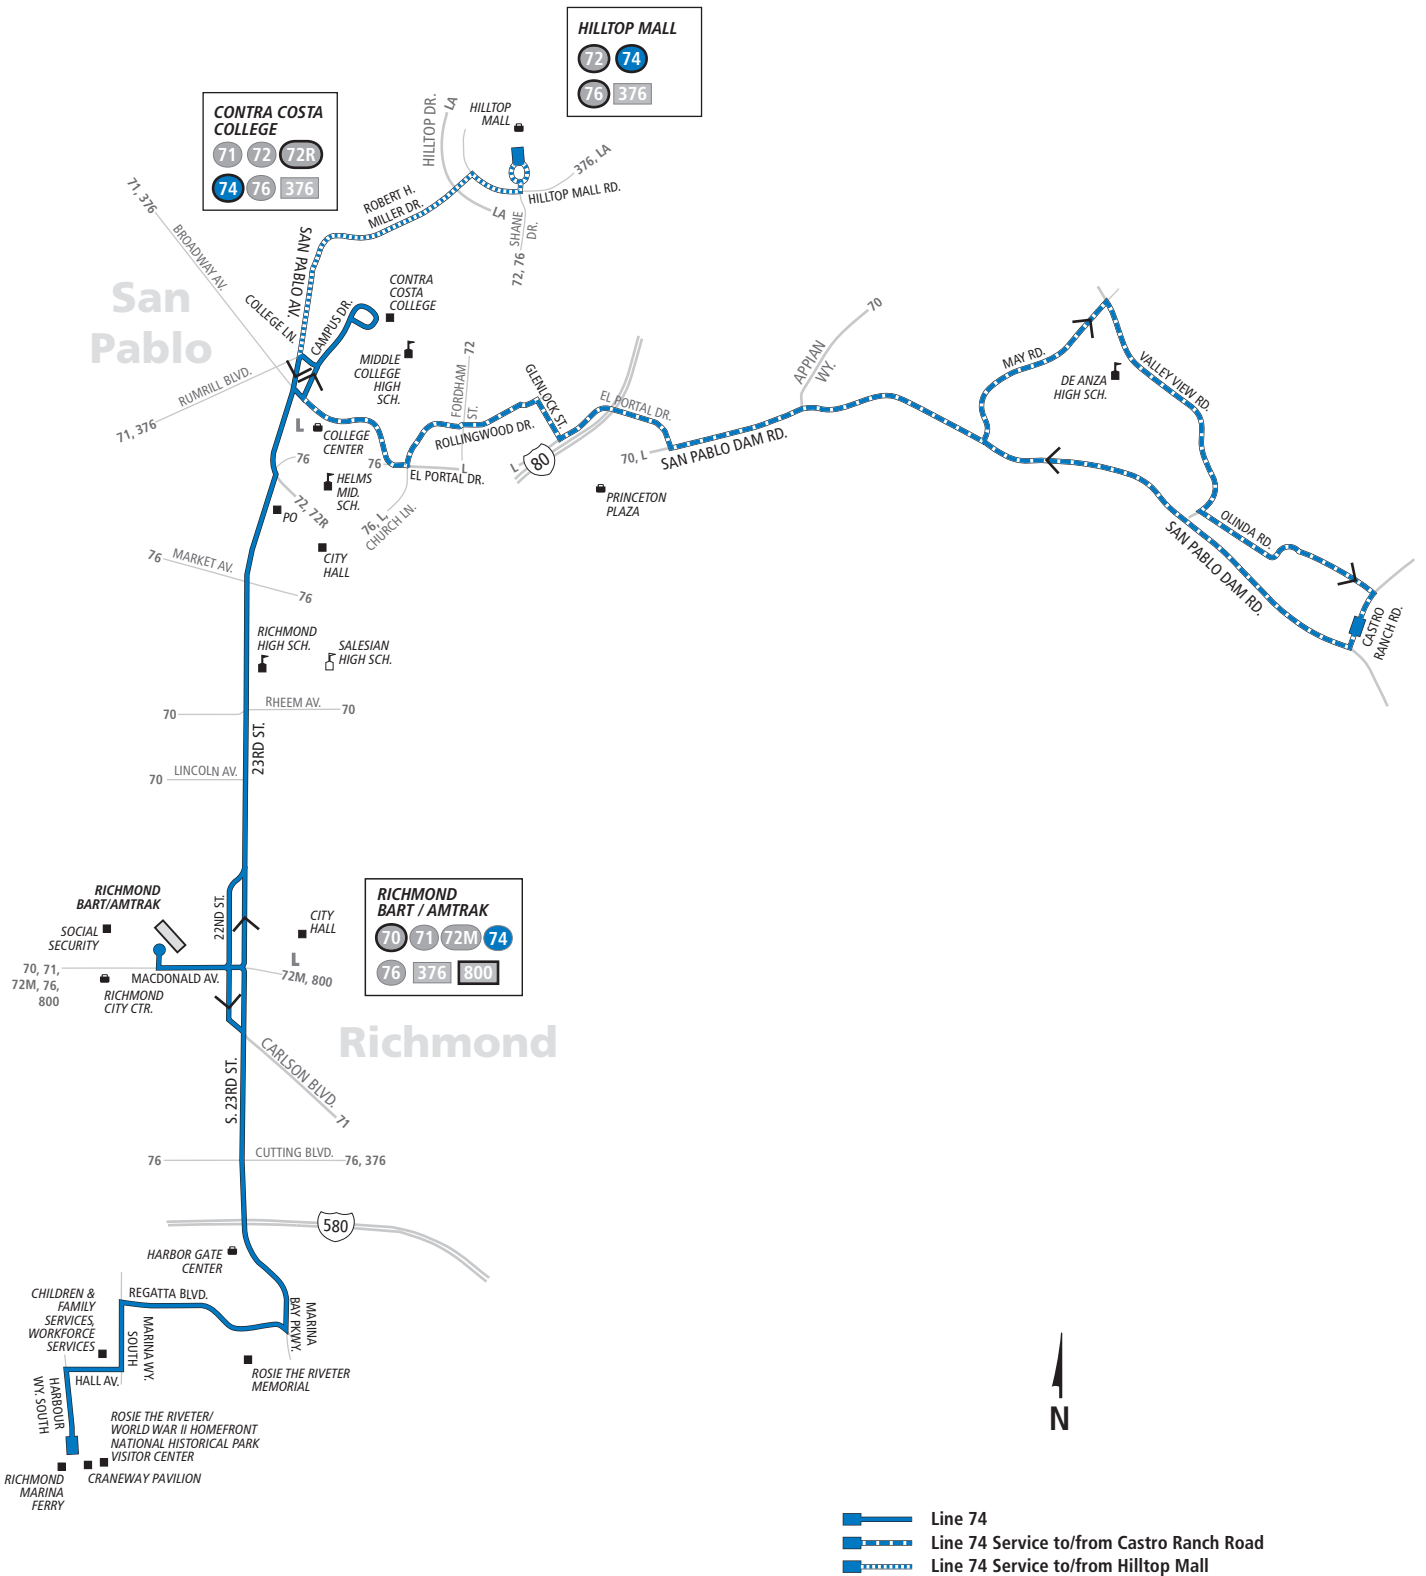 HILLTOP MALL
72 74
76 376
CONTRA COSTA
COLLEGE
71 72 72R
74 76 376
HILLTOP DR.
LA
HILLTOP
MALL
376, LA
HILLTOP MALL RD.
LA
SHANE
DR.
72, 76
ROBERT H.
MILLER DR.
71, 376
BROADWAY AV.
SAN PABLO AV.
COLLEGE LN.
CAMPUS DR.
San
Pablo
CONTRA
COSTA
COLLEGE
MIDDLE
COLLEGE
HIGH
SCH.
RUMRILL BLVD.
71, 376
72
FORDHAM
ST.
GLENLOCK ST.
EL PORTAL DR.
APPIAN
WY.
70
MAY RD.
DE ANZA
HIGH SCH.
VALLEY VIEW RD.
L
COLLEGE
CENTER
ROLLINGWOOD DR.
76
76
L
EL PORTAL DR.
L
80
70, L
SAN PABLO DAM RD.
PRINCETON
PLAZA
HELMS
MID.
SCH.
72, 72R
PO
76, L,
CHURCH LN.
CITY
HALL
OLINDA RD.
SAN PABLO DAM RD.
CASTRO
RANCH RD.
76
MARKET AV.
76
RICHMOND
HIGH SCH.
SALESIAN
HIGH SCH.
70
RHEEM AV.
70
23RD ST.
70
LINCOLN AV.
RICHMOND
BART/AMTRAK
SOCIAL
SECURITY
22ND ST.
CITY
HALL
L
RICHMOND
BART / AMTRAK
70 71 72M 74
76 376 800
70, 71,
72M, 76,
800
MACDONALD AV.
72M, 800
RICHMOND
CITY CTR.
Richmond
CARLSON BLVD.
71
S. 23RD ST.
76
CUTTING BLVD.
76, 376
580
HARBOR GATE
CENTER
CHILDREN &
FAMILY
SERVICES,
WORKFORCE
SERVICES
REGATTA BLVD.
MARINA
BAY PKWY.
MARINA WY.
SOUTH
HALL AV.
HARBOUR
WY. SOUTH
ROSIE THE RIVETER
MEMORIAL
ROSIE THE RIVETER/
WORLD WAR II HOMEFRONT
NATIONAL HISTORICAL PARK
VISITOR CENTER
CRANEWAY PAVILION
RICHMOND
MARINA
FERRY
N
Line 74
Line 74 Service to/from Castro Ranch Road
Line 74 Service to/from Hilltop Mall